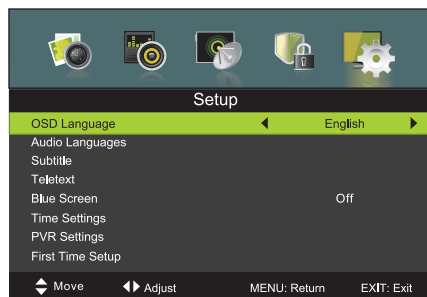 Setup
OSD Language English
Audio Languages
Subtitle
Teletext
Blue Screen Off
Time Settings
PVR Settings
First Time Setup
Move Adjust MENU: Return EXIT: Exit